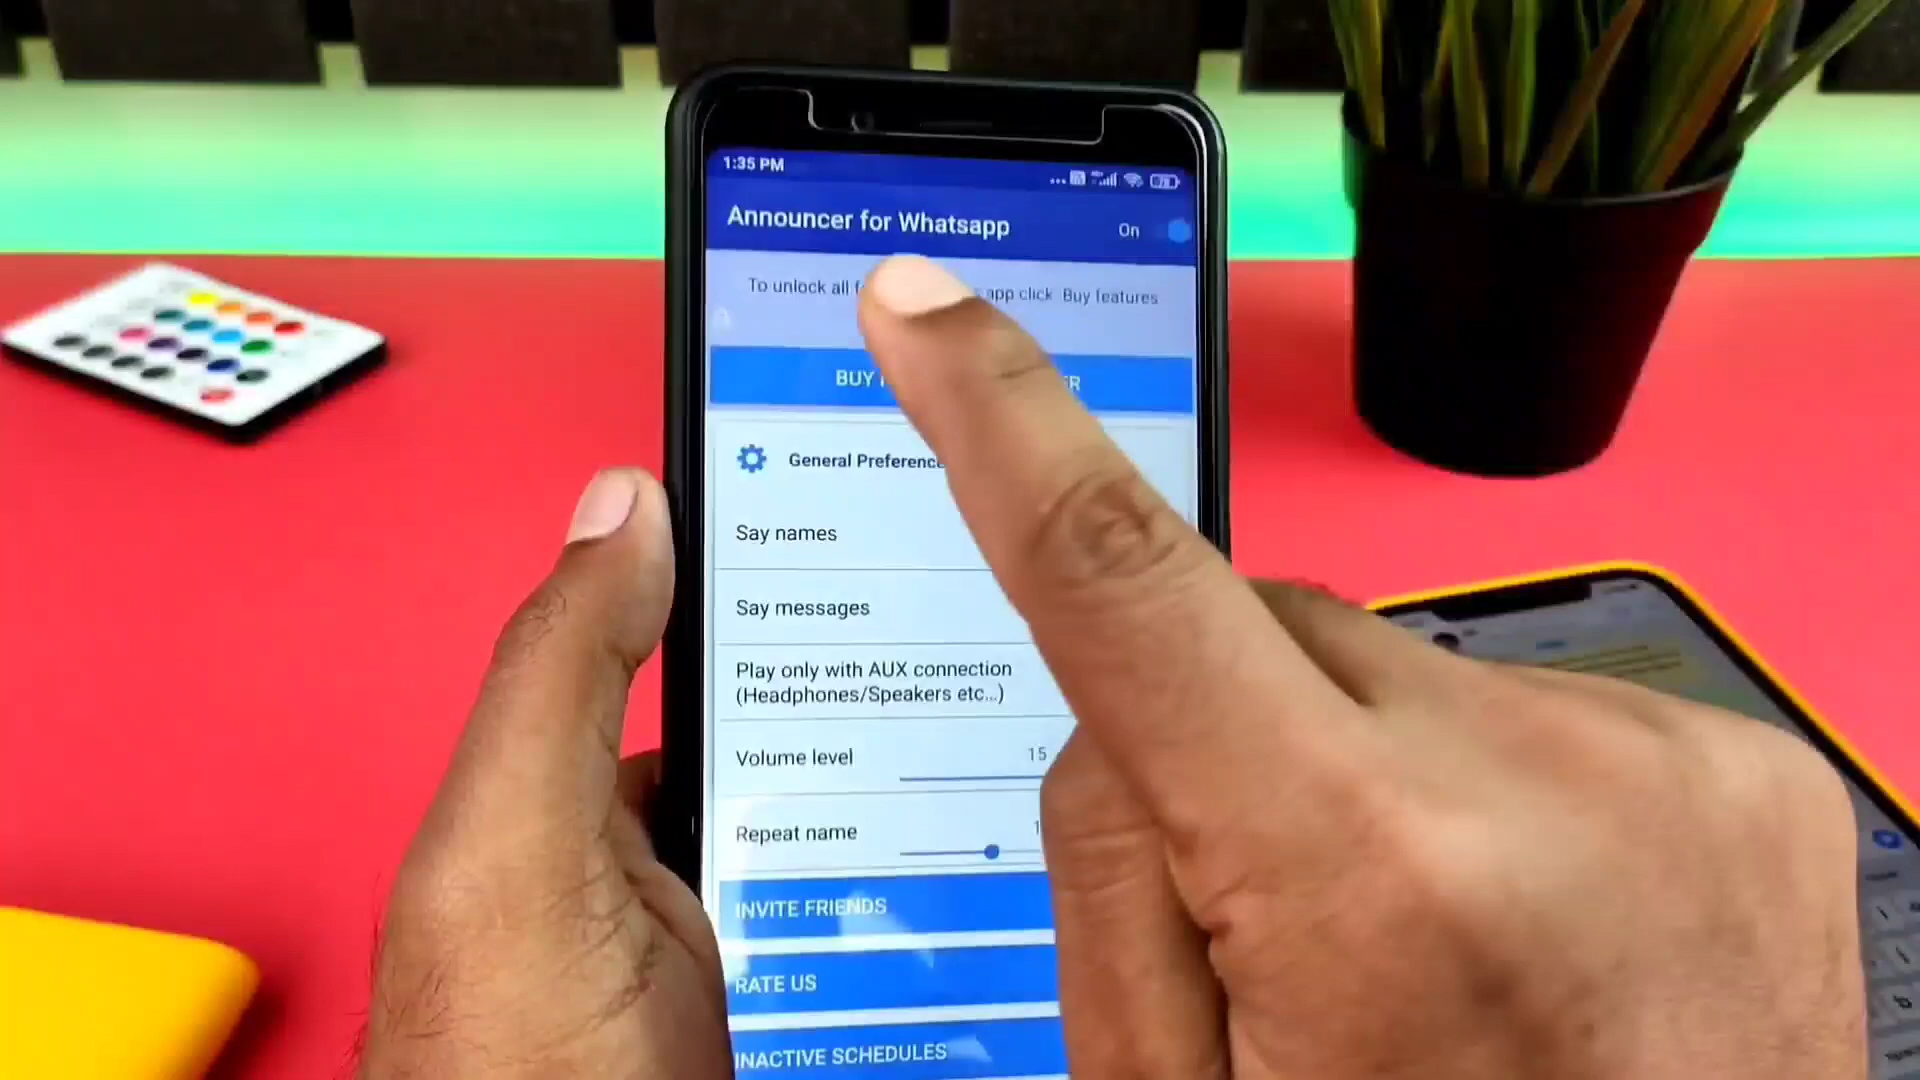 1:35 PM
Announcer for Whatsapp
On
To unlock all app click Buy features
BUY
General Preference
Say names
Say messages
Play only with AUX connection
(Headphones/Speakers etc...)
Volume level
15
Repeat name
1
INVITE FRIENDS
RATE US
INACTIVE SCHEDULES